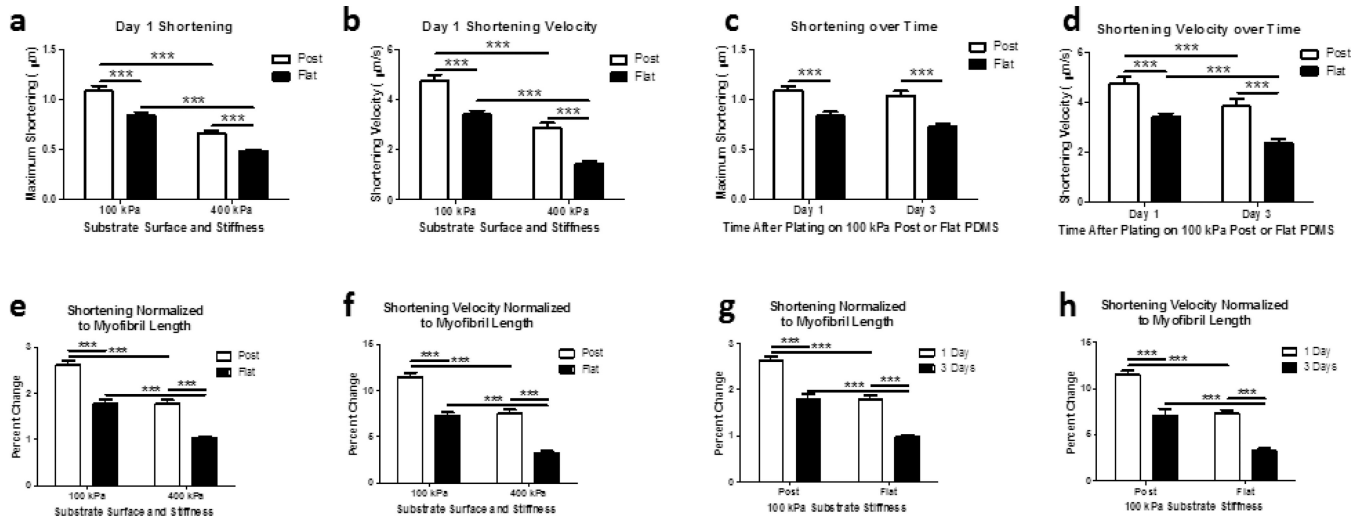 a
Day 1 Shortening
Maximum Shortening ( μm)
1.5
1.0
0.5
0.0
***
***
***
***
Post
Flat
100 kPa
400 kPa
Substrate Surface and Stiffness
b
Day 1 Shortening Velocity
Shortening Velocity ( μm/s)
6
4
2
0
***
***
***
***
Post
Flat
100 kPa
400 kPa
Substrate Surface and Stiffness
c
Shortening over Time
Maximum Shortening ( μm)
1.5
1.0
0.5
0.0
***
***
Post
Flat
Day 1
Day 3
Time After Plating on 100 kPa Post or Flat PDMS
d
Shortening Velocity over Time
Shortening Velocity ( μm/s)
6
4
2
0
***
***
***
***
Post
Flat
Day 1
Day 3
Time After Plating on 100 kPa Post or Flat PDMS
e
Shortening Normalized
to Myofibril Length
Percent Change
3
2
1
0
***
***
***
***
Post
Flat
100 kPa
400 kPa
Substrate Surface and Stiffness
f
Shortening Velocity Normalized
to Myofibril Length
Percent Change
15
10
5
0
***
***
***
***
Post
Flat
100 kPa
400 kPa
Substrate Surface and Stiffness
g
Shortening Normalized
to Myofibril Length
Percent Change
3
2
1
0
***
***
***
***
1 Day
3 Days
Post
Flat
100 kPa Substrate Stiffness
h
Shortening Velocity Normalized
to Myofibril Length
Percent Change
15
10
5
0
***
***
***
***
1 Day
3 Days
Post
Flat
100 kPa Substrate Stiffness